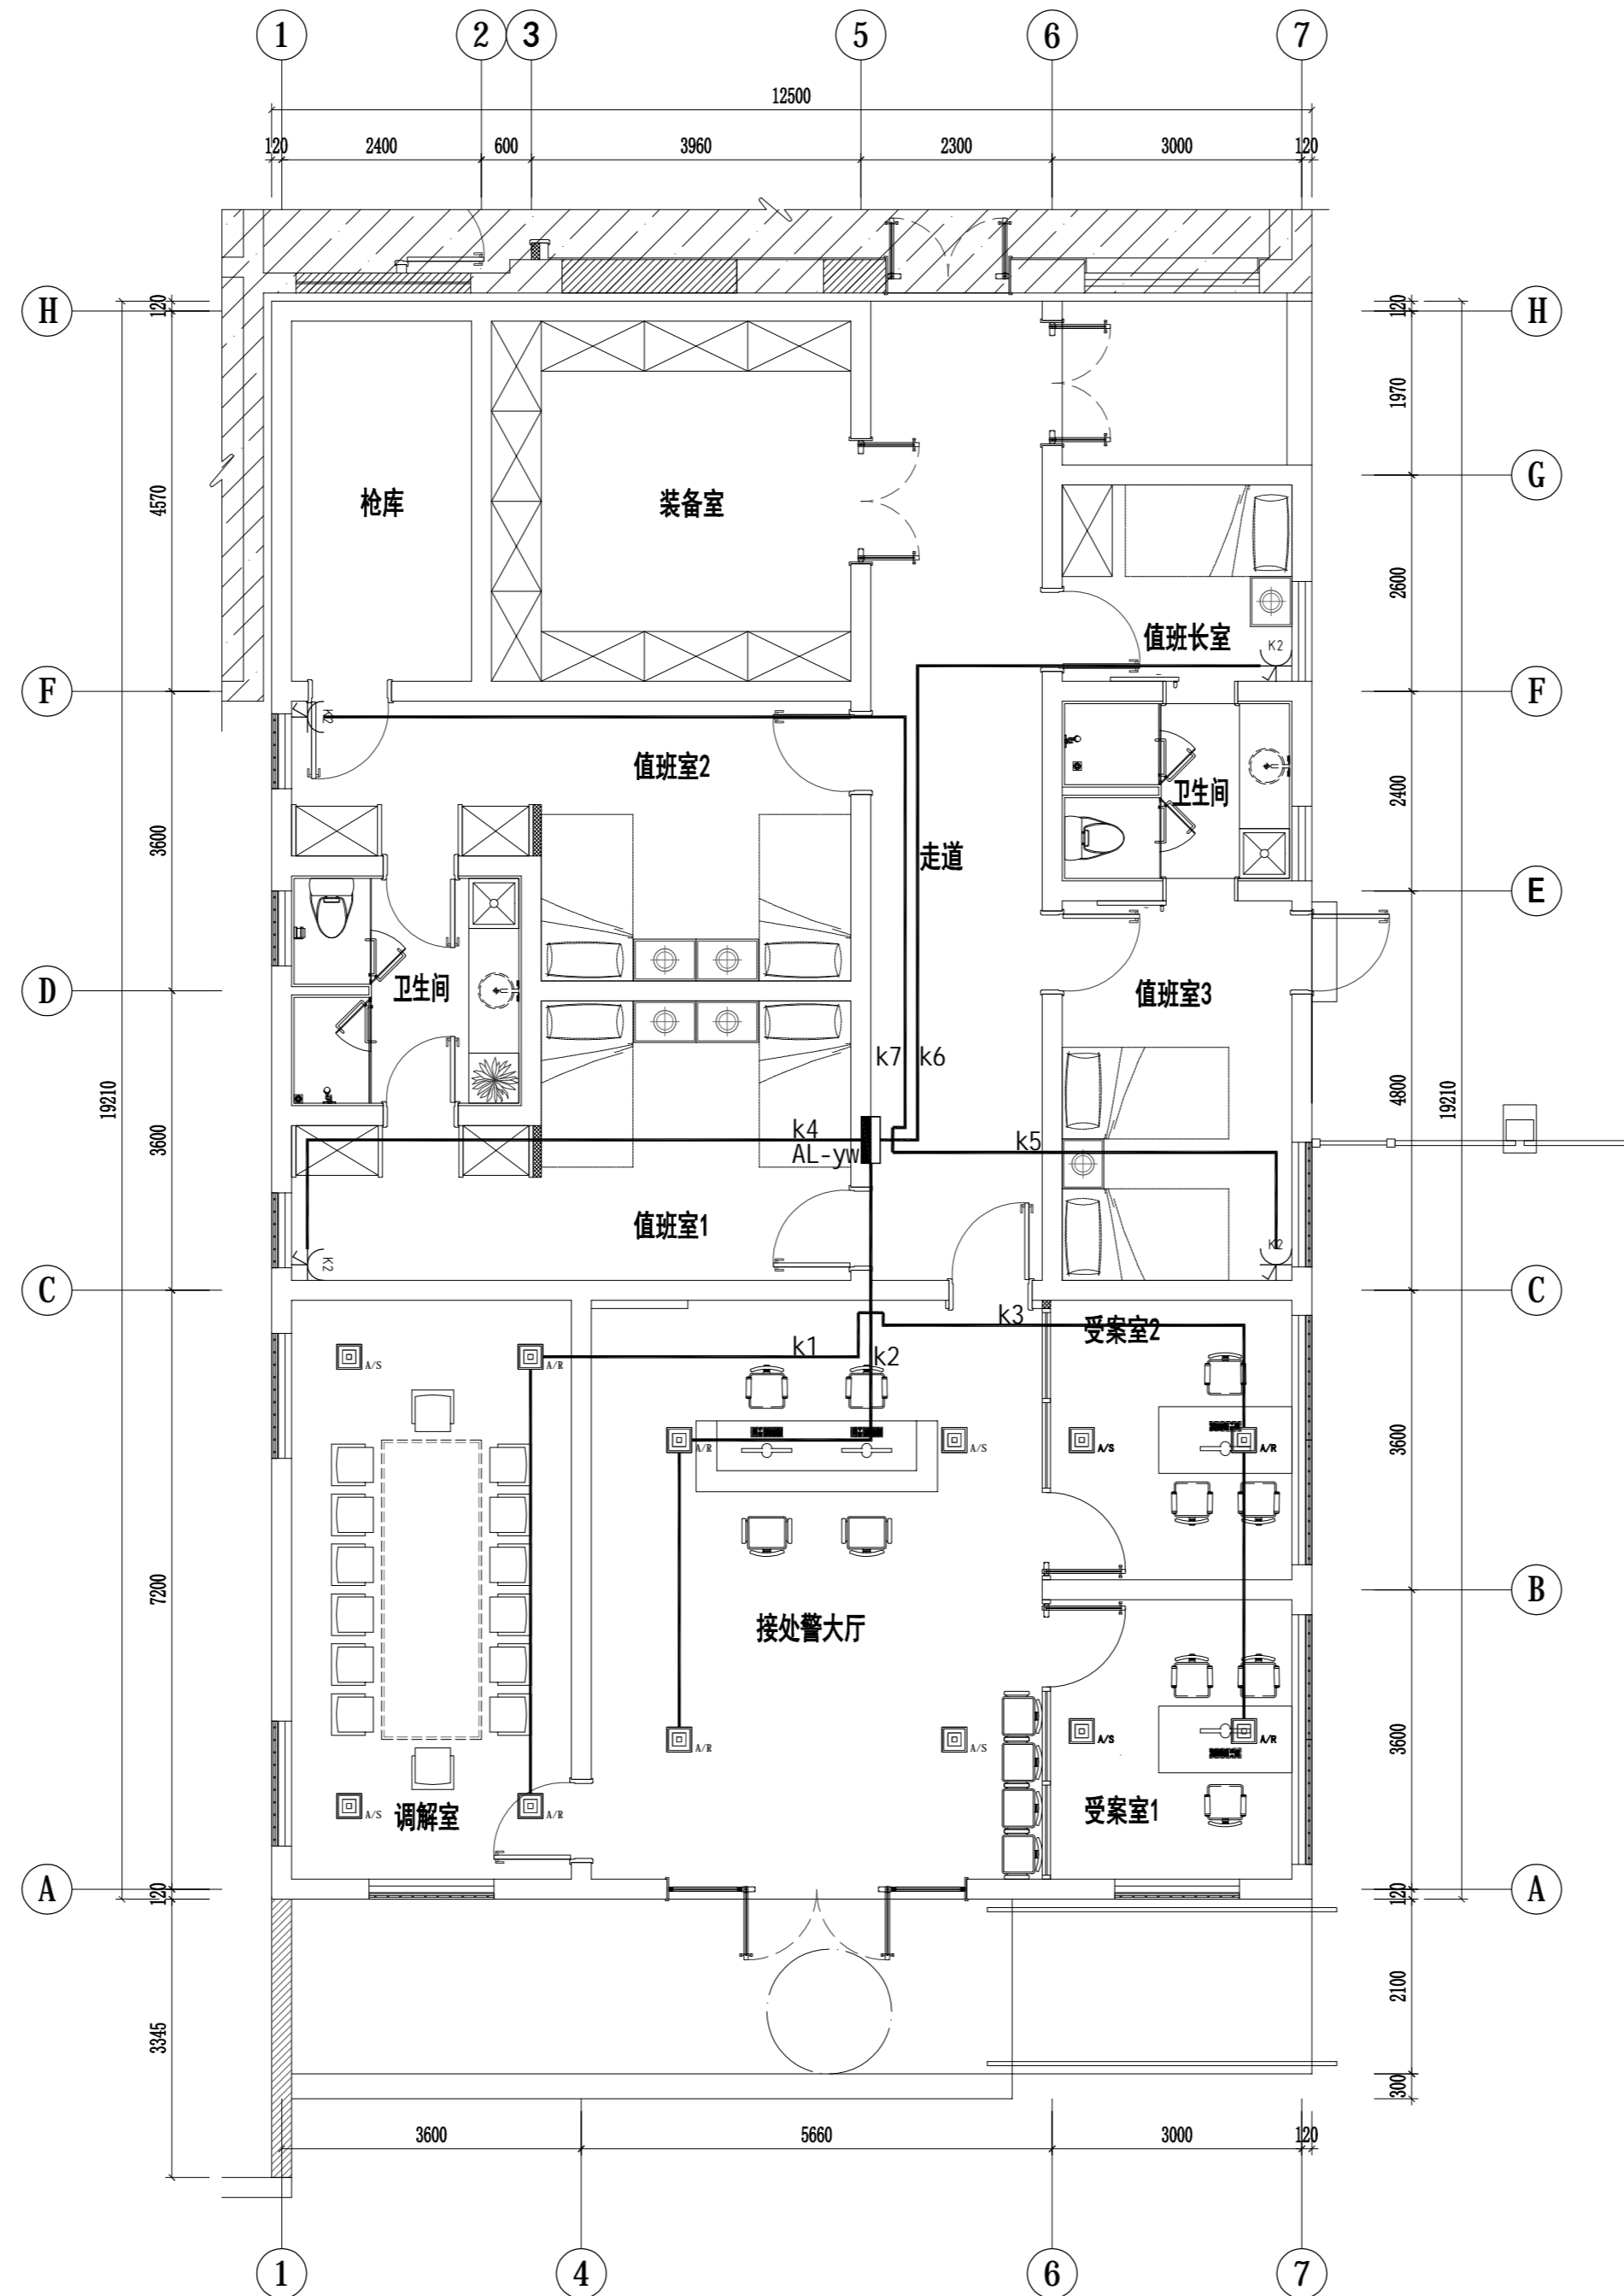 1 2 3 5 6 7
12500
120 2400 600 3960 2300 3000 120
H 120 120 H
1970
G
枪库 装备室
4570
2600
值班长室
K2
F F
K2
值班室2
卫生间
2400
3600
走道
E
D
卫生间
值班室3
k7 k6
19210 4800 19210
3600
k4
AL-yw
k5
值班室1
K2 K2
C C
k3
受案室2
k1 k2
A/S A/R
A/R A/S A/S A/R
3600
B
7200
接处警大厅
3600
A/R A/S A/S A/R
A/S A/R
调解室 受案室1
A 120 120 A
2100
3345
300
3600 5660 3000 120
1 4 6 7